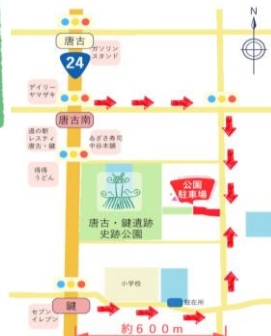 N
唐古
ガソリン
スタンド
24
デイリー
ヤマザキ
唐古南
道の駅
レスティ
唐古・鍵
ゐざさ寿司
中谷本舗
得得
うどん
公園
駐車場
唐古・鍵遺跡
史跡公園
小学校
駐在所
鍵
セブン
イレブン
約600m